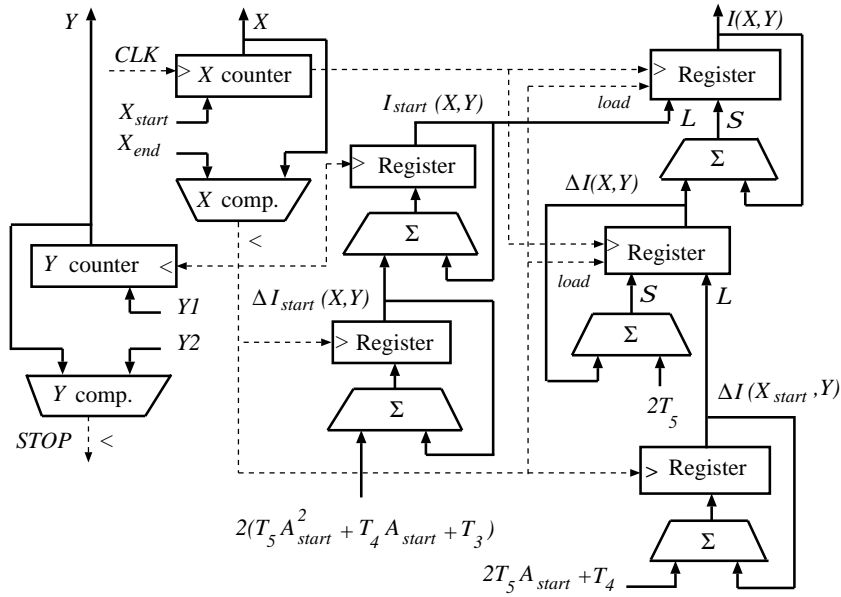 Y
X
I(X,Y)
CLK
> X counter
> Register
X_start
load
I_start (X,Y)
L
S
X_end
> Register
Σ
X comp.
ΔI(X,Y)
<
Σ
> Register
Y counter <
load
ΔI_start (X,Y)
S
L
Y1
Y2
> Register
Σ
Y comp.
Σ
2T_5
ΔI(X_start, Y)
STOP
<
> Register
2(T_5 A^2_start + T_4 A_start + T_3)
Σ
2T_5 A_start + T_4